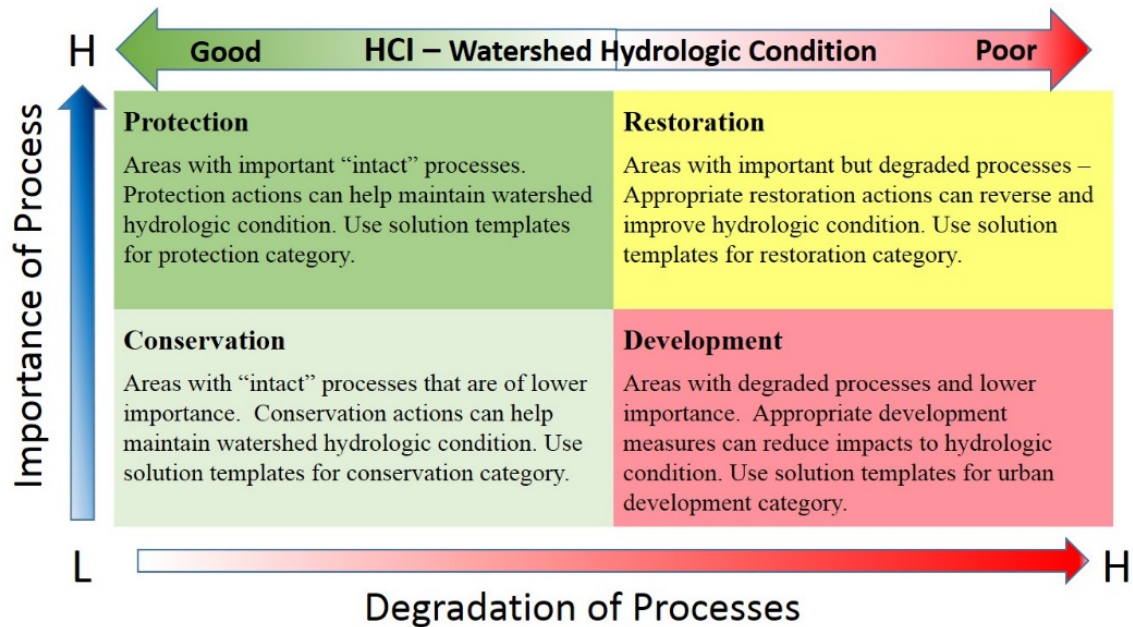 H
Good
HCI – Watershed Hydrologic Condition
Poor
Importance of Process
Protection
Areas with important “intact” processes.
Protection actions can help maintain watershed
hydrologic condition. Use solution templates
for protection category.
Restoration
Areas with important but degraded processes –
Appropriate restoration actions can reverse and
improve hydrologic condition. Use solution
templates for restoration category.
Conservation
Areas with “intact” processes that are of lower
importance.  Conservation actions can help
maintain watershed hydrologic condition. Use
solution templates for conservation category.
Development
Areas with degraded processes and lower
importance.  Appropriate development
measures can reduce impacts to hydrologic
condition. Use solution templates for urban
development category.
L
H
Degradation of Processes